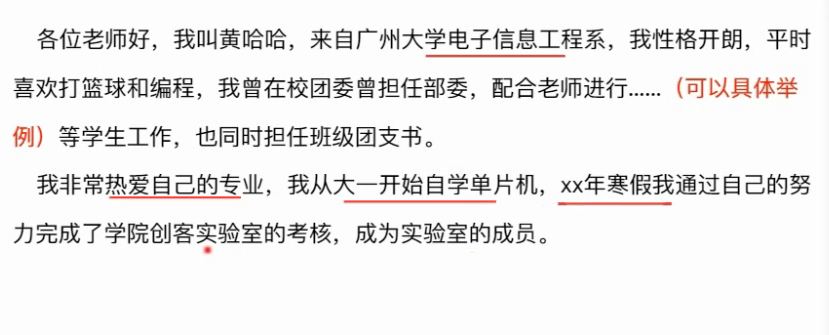 各位老师好，我叫黄哈哈，来自广州大学电子信息工程系，我性格开朗，平时
喜欢打篮球和编程，我曾在校团委曾担任部委，配合老师进行......（可以具体举
例）等学生工作，也同时担任班级团支书。
我非常热爱自己的专业，我从大一开始自学单片机，xx年寒假我通过自己的努
力完成了学院创客实验室的考核，成为实验室的成员。